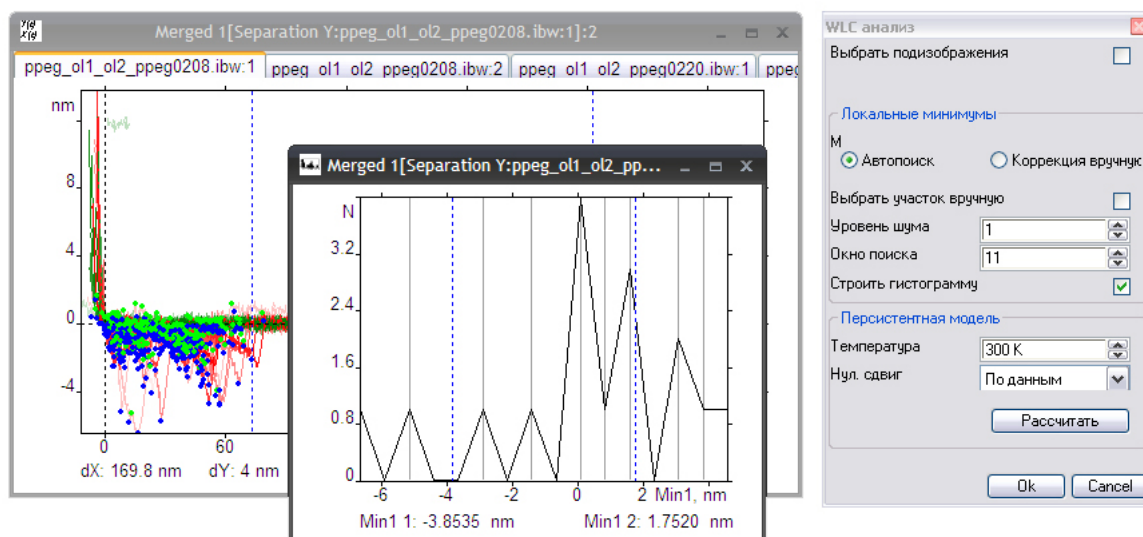 Merged 1[Separation Y:ppeg_ol1_ol2_ppeg0208.ibw:1]:2
ppeg_ol1_ol2_ppeg0208.ibw:1 ppeg_ol1_ol2_ppeg0208.ibw:2 ppeg_ol1_ol2_ppeg0220.ibw:1
nm
8
4
0
-4
0 60
dX: 169.8 nm dY: 4 nm
Merged 1[Separation Y:ppeg_ol1_ol2_pp...
N
3.2
2.4
1.6
0.8
0
-6 -4 -2 0 2 Min1, nm
Min1 1: -3.8535 nm Min1 2: 1.7520 nm
WLC анализ
Выбрать подизображения
Локальные минимумы
М
Автопоиск Коррекция вручную
Выбрать участок вручную
Уровень шума 1
Окно поиска 11
Строить гистограмму
Персистентная модель
Температура 300 K
Нул. сдвиг По данным
Рассчитать
Ok Cancel